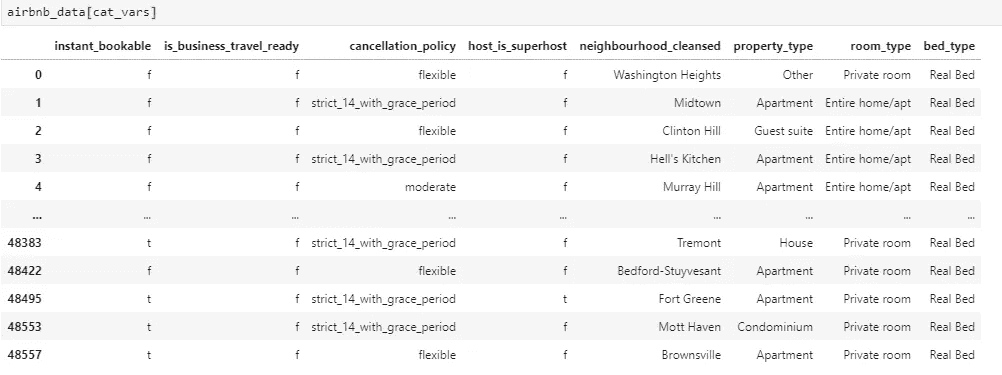 airbnb_data[cat_vars]
instant_bookable is_business_travel_ready cancellation_policy host_is_superhost neighbourhood_cleansed property_type room_type bed_type
0 f f flexible f Washington Heights Other Private room Real Bed
1 f f strict_14_with_grace_period f Midtown Apartment Entire home/apt Real Bed
2 f f flexible f Clinton Hill Guest suite Entire home/apt Real Bed
3 f f strict_14_with_grace_period f Hell's Kitchen Apartment Entire home/apt Real Bed
4 f f moderate f Murray Hill Apartment Entire home/apt Real Bed
... ... ... ... ... ... ... ... ...
48383 t f strict_14_with_grace_period f Tremont House Private room Real Bed
48422 f f flexible f Bedford-Stuyvesant Apartment Private room Real Bed
48495 t f strict_14_with_grace_period t Fort Greene Apartment Private room Real Bed
48553 t f strict_14_with_grace_period f Mott Haven Condominium Private room Real Bed
48557 t f flexible f Brownsville Apartment Private room Real Bed